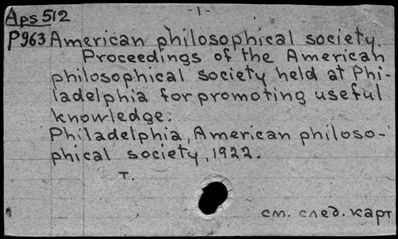 Aps 512
- 1 -
P963 American philosophical society.
Proceedings of the American
philosophical society held at Phi-
ladelphia for promoting useful
knowledge.
Philadelphia, American philoso-
phical society, 1922.
т.
см. след. карт